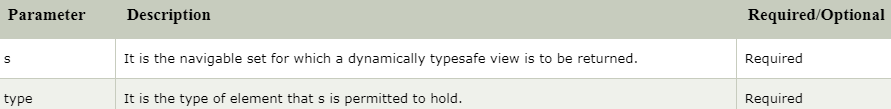 Parameter Description Required/Optional
s It is the navigable set for which a dynamically typesafe view is to be returned. Required
type It is the type of element that s is permitted to hold. Required